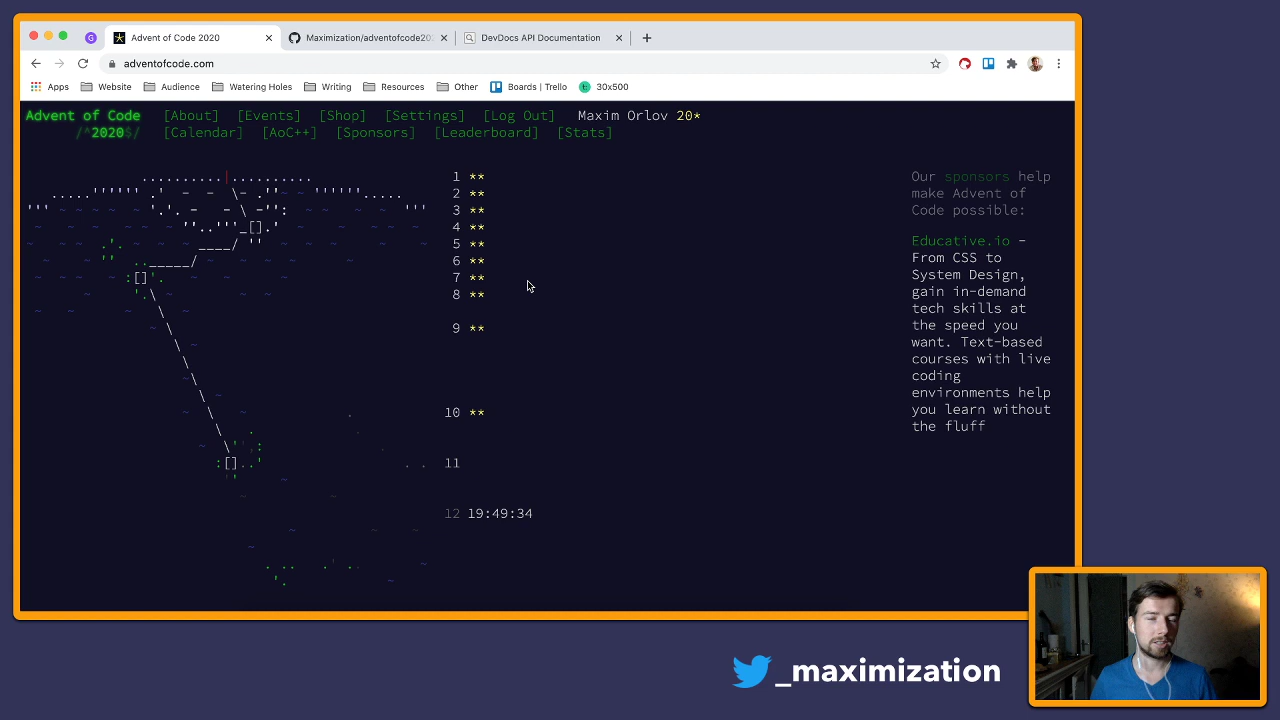 Advent of Code 2020
Maximization/adventofcode202
DevDocs API Documentation
adventofcode.com
Apps Website Audience Watering Holes Writing Resources Other Boards | Trello 30x500
Advent of Code [About] [Events] [Shop] [Settings] [Log Out] Maxim Orlov 20*
/^2020$/ [Calendar] [AoC++] [Sponsors] [Leaderboard] [Stats]
1 **
2 **
3 **
4 **
5 **
6 **
7 **
8 **
9 **
10 **
11
12 19:49:34
Our sponsors help
make Advent of
Code possible:
Educative.io -
From CSS to
System Design,
gain in-demand
tech skills at
the speed you
want. Text-based
courses with live
coding
environments help
you learn without
the fluff
_maximization